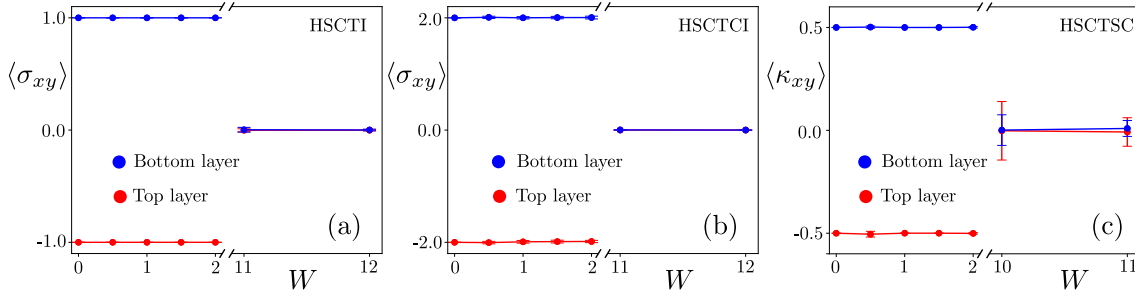 1.0
HSCTI
⟨σxy⟩
0.0
Bottom layer
Top layer
-1.0
(a)
0
1
2
11
12
W
2.0
HSCTCI
⟨σxy⟩
0.0
Bottom layer
Top layer
-2.0
(b)
0
1
2
11
12
W
0.5
HSCTSC
⟨κxy⟩
0.0
Bottom layer
Top layer
-0.5
(c)
0
1
2
10
11
W